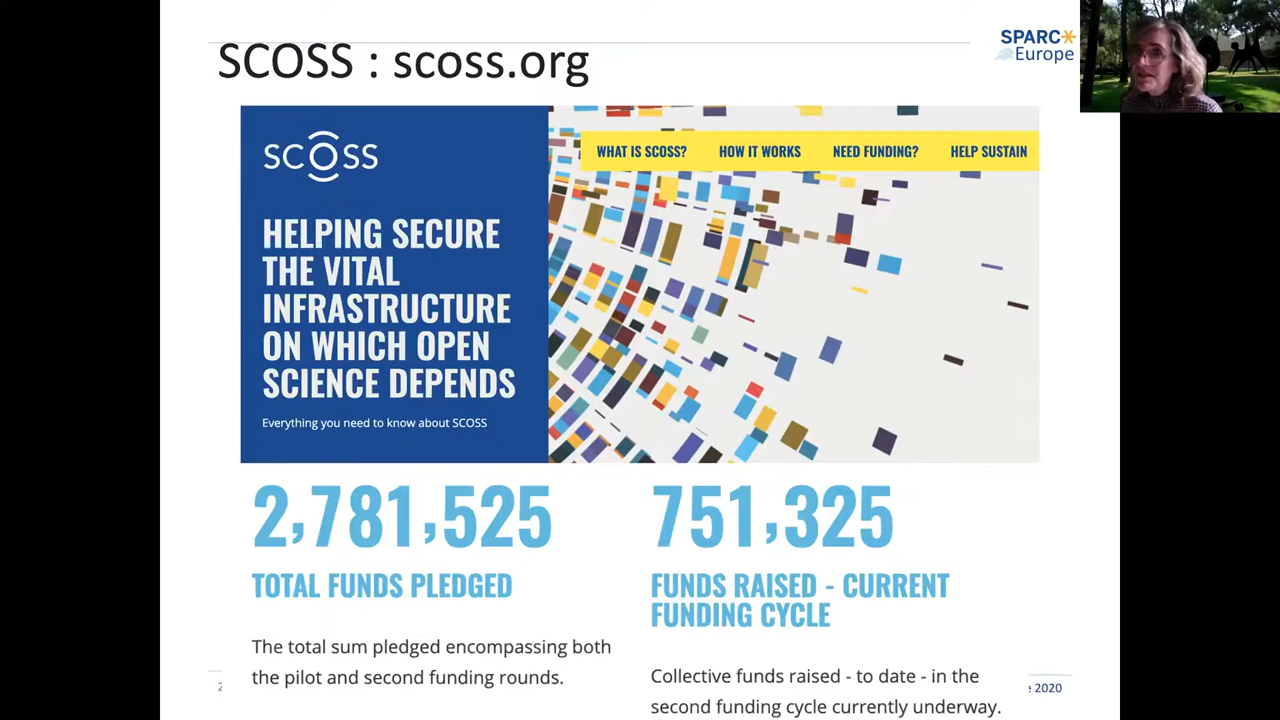 SCOSS : scoss.org
SPARC
Europe
SCOSS
WHAT IS SCOSS?
HOW IT WORKS
NEED FUNDING?
HELP SUSTAIN
HELPING SECURE
THE VITAL
INFRASTRUCTURE
ON WHICH OPEN
SCIENCE DEPENDS
Everything you need to know about SCOSS
2,781,525
TOTAL FUNDS PLEDGED
The total sum pledged encompassing both
the pilot and second funding rounds.
751,325
FUNDS RAISED - CURRENT
FUNDING CYCLE
Collective funds raised - to date - in the
second funding cycle currently underway.
2020